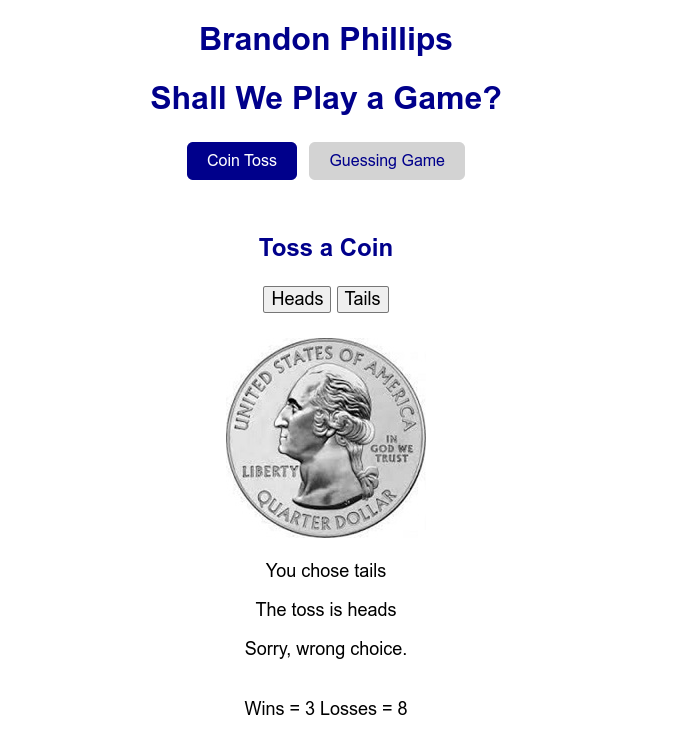 Brandon Phillips
Shall We Play a Game?
Coin Toss Guessing Game
Toss a Coin
Heads Tails
UNITED STATES OF AMERICA
IN
GOD WE
TRUST
LIBERTY
QUARTER DOLLAR
You chose tails
The toss is heads
Sorry, wrong choice.
Wins = 3 Losses = 8